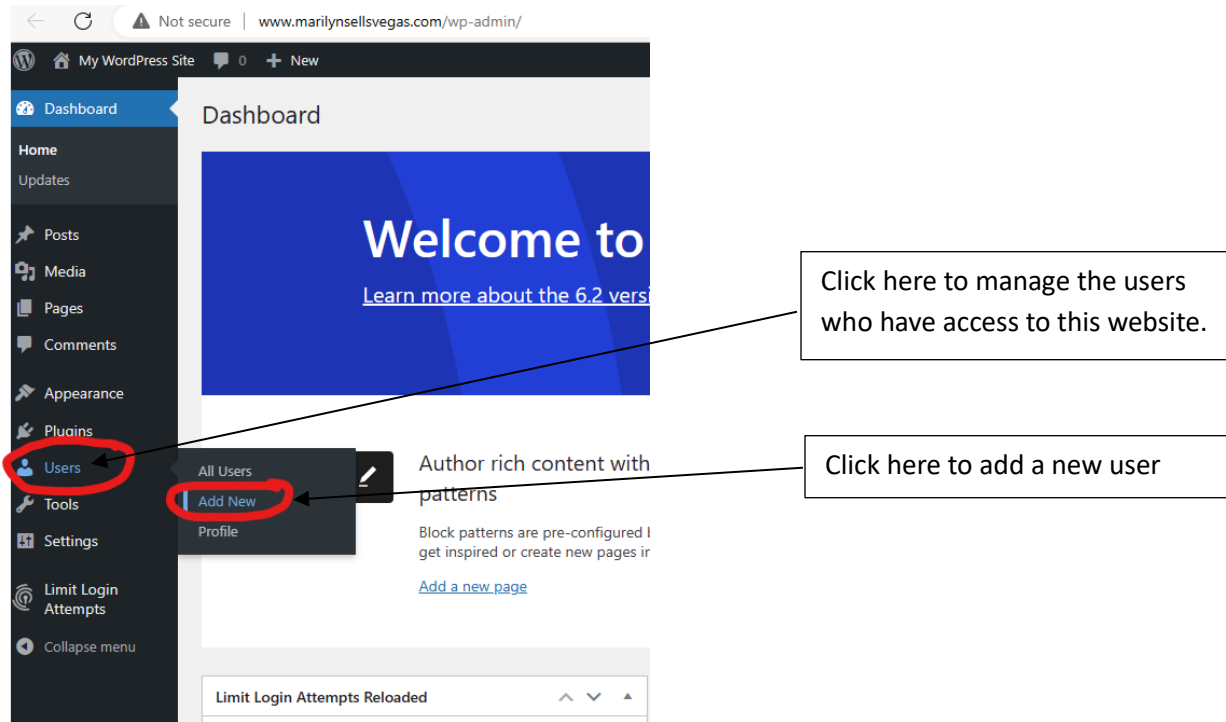 Not secure | www.marilynsellsvegas.com/wp-admin/
My WordPress Site 0 + New
Dashboard
Home
Updates
Posts
Media
Pages
Comments
Appearance
Plugins
Users
Tools
Settings
Limit Login
Attempts
Collapse menu
All Users
Add New
Profile
Dashboard
Welcome to
Learn more about the 6.2 versi
Author rich content with
patterns
Block patterns are pre-configured b
get inspired or create new pages in
Add a new page
Limit Login Attempts Reloaded
Click here to manage the users
who have access to this website.
Click here to add a new user